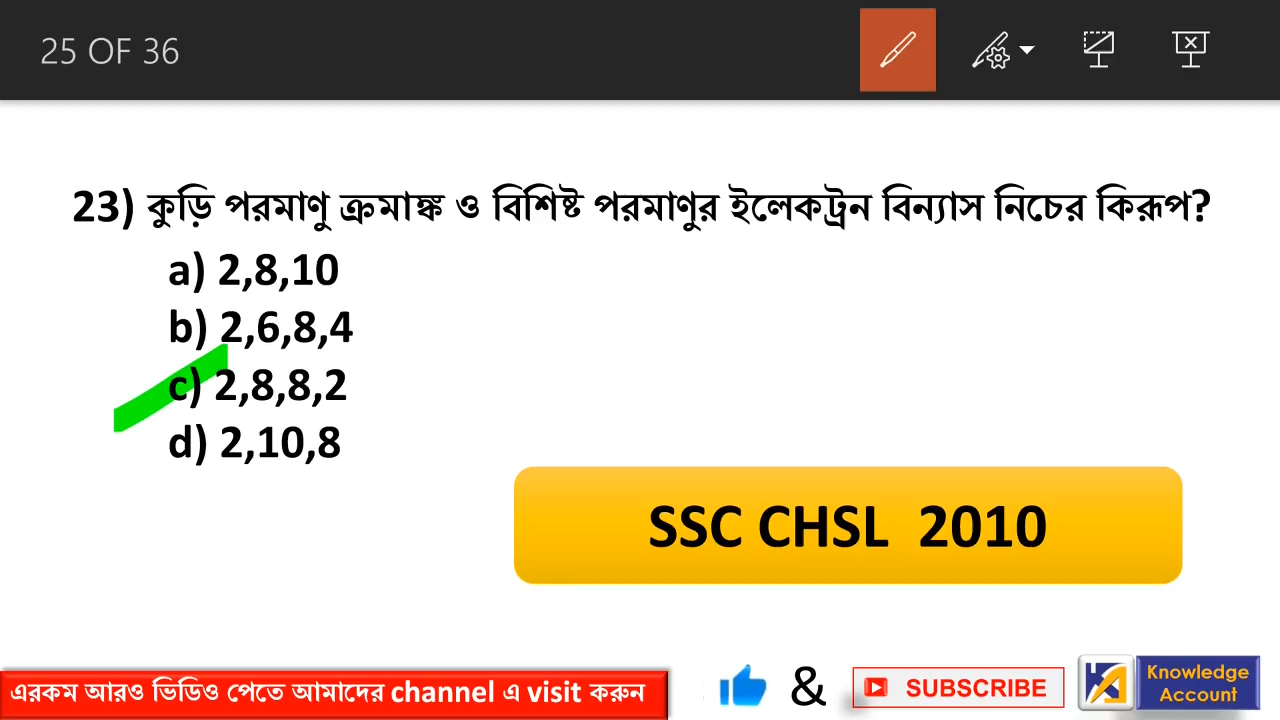 25 OF 36
23) কুড়ি পরমাণু ক্রমাঙ্ক ও বিশিষ্ট পরমাণুর ইলেকট্রন বিন্যাস নিচের কিরূপ?
a) 2,8,10
b) 2,6,8,4
c) 2,8,8,2
d) 2,10,8
SSC CHSL 2010
এরকম আরও ভিডিও পেতে আমাদের channel এ visit করুন
& SUBSCRIBE
Knowledge
Account